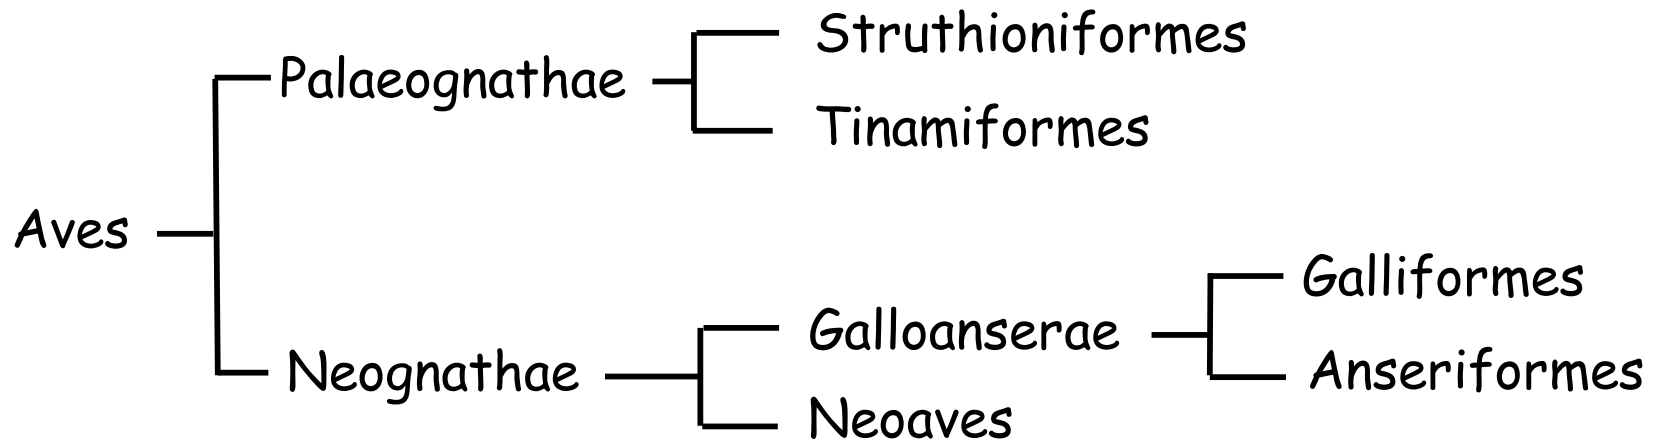 Struthioniformes
Palaeognathae
Tinamiformes
Aves
Galliformes
Galloanserae
Neognathae
Anseriformes
Neoaves